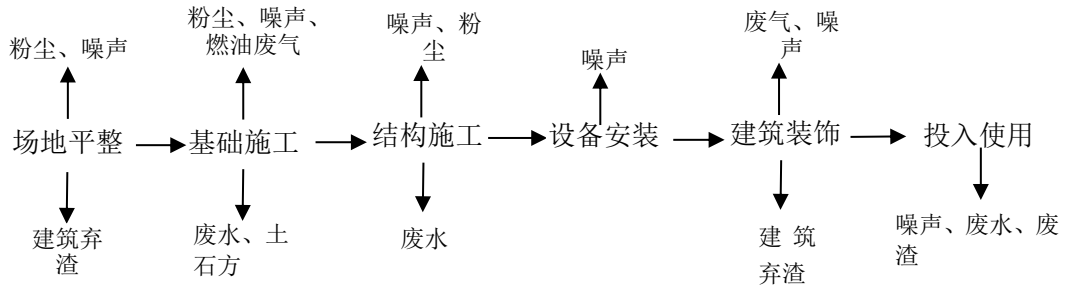 粉尘、噪声
粉尘、噪声、
燃油废气
噪声、粉
尘
噪声
废气、噪
声
场地平整
基础施工
结构施工
设备安装
建筑装饰
投入使用
建筑弃
渣
废水、土
石方
废水
建 筑
弃渣
噪声、废水、废
渣